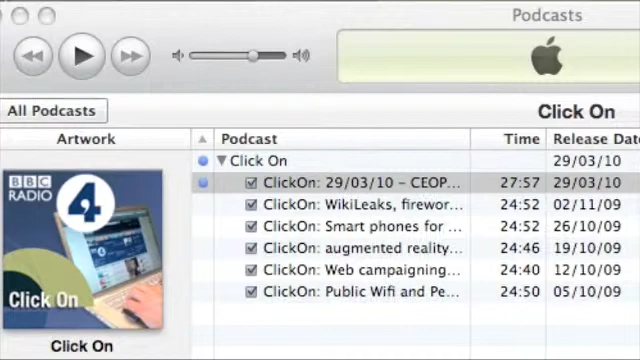 Podcasts
All Podcasts
Click On
Artwork
Podcast Time Release Date
Click On 29/03/10
ClickOn: 29/03/10 - CEOP... 27:57 29/03/10
ClickOn: WikiLeaks, firewor... 24:52 02/11/09
ClickOn: Smart phones for ... 24:52 26/10/09
ClickOn: augmented reality... 24:46 19/10/09
ClickOn: Web campaigning... 24:40 12/10/09
ClickOn: Public Wifi and Pe... 24:50 05/10/09
BBC
RADIO
4
Click On
Click On